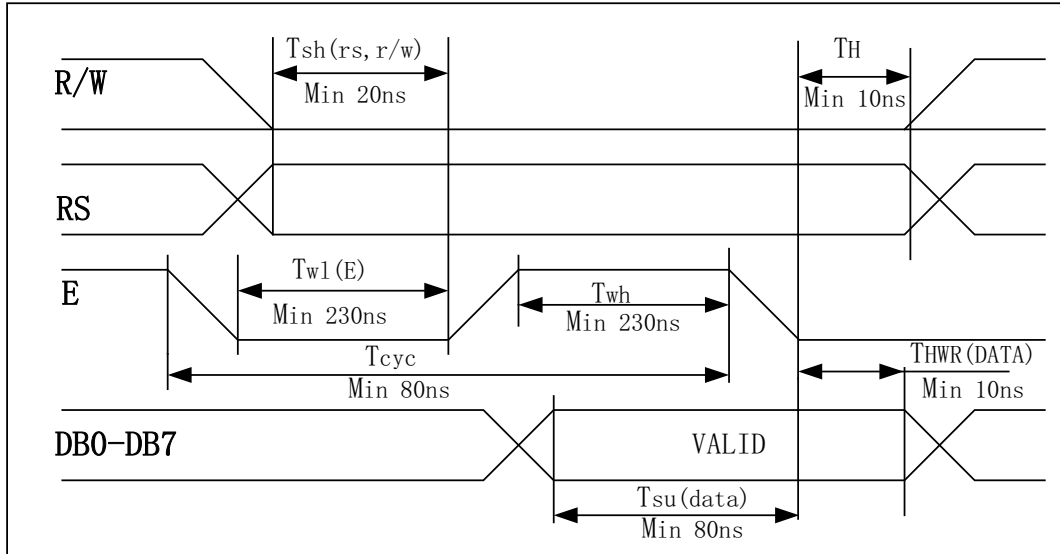 Tsh(rs,r/w)
Min 20ns
TH
Min 10ns
R/W
RS
E
Tw1(E)
Min 230ns
Twh
Min 230ns
Tcyc
Min 80ns
THWR(DATA)
Min 10ns
DB0-DB7
VALID
Tsu(data)
Min 80ns